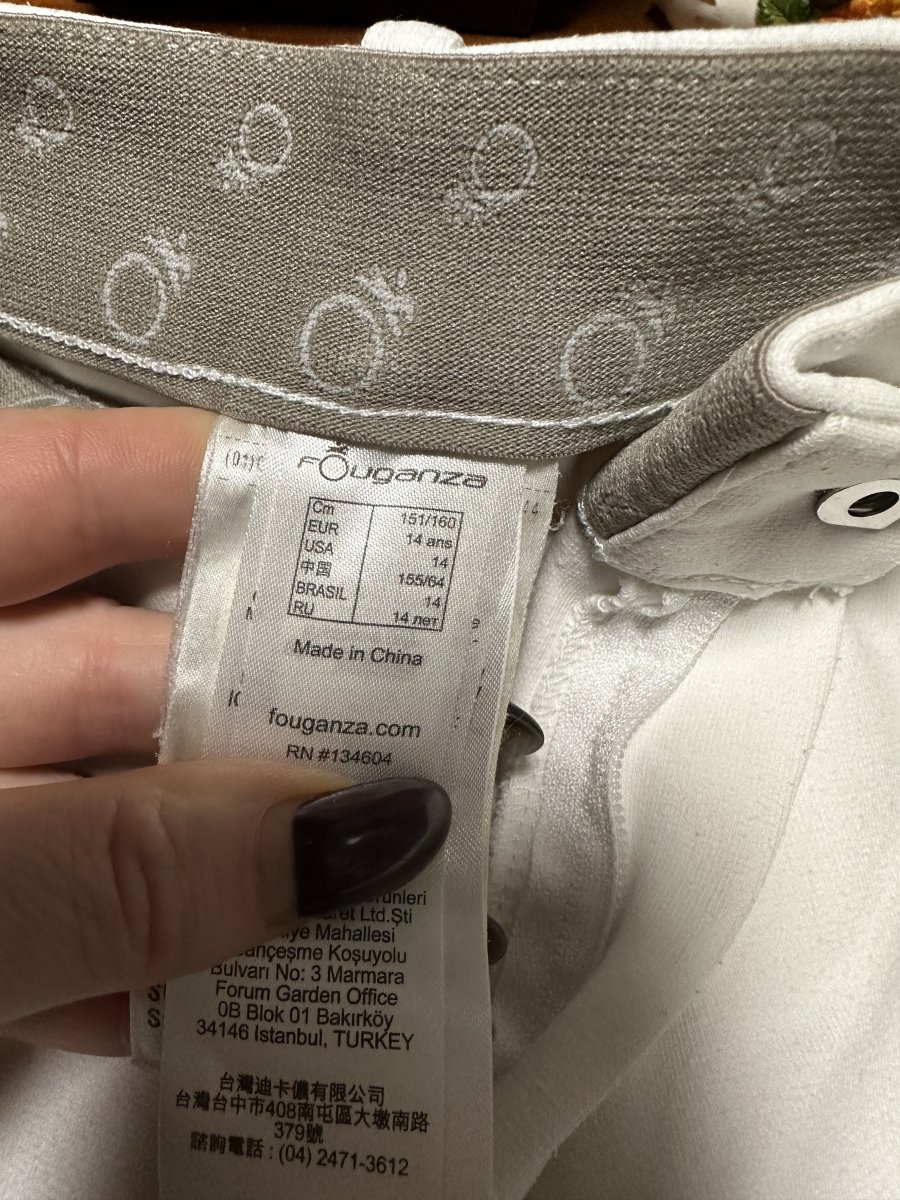 Fouganza
Cm 151/160
EUR 14 ans
USA 14
中国 155/64
BRASIL 14
RU 14 лет
Made in China
fouganza.com
RN #134604
Ltd.Şti
Mahallesi
Koşuyolu
Bulvarı No: 3 Marmara
Forum Garden Office
0B Blok 01 Bakırköy
34146 İstanbul, TURKEY
台灣迪卡儂有限公司
台灣台中市408南屯區大墩南路
379號
諮詢電話 : (04) 2471-3612